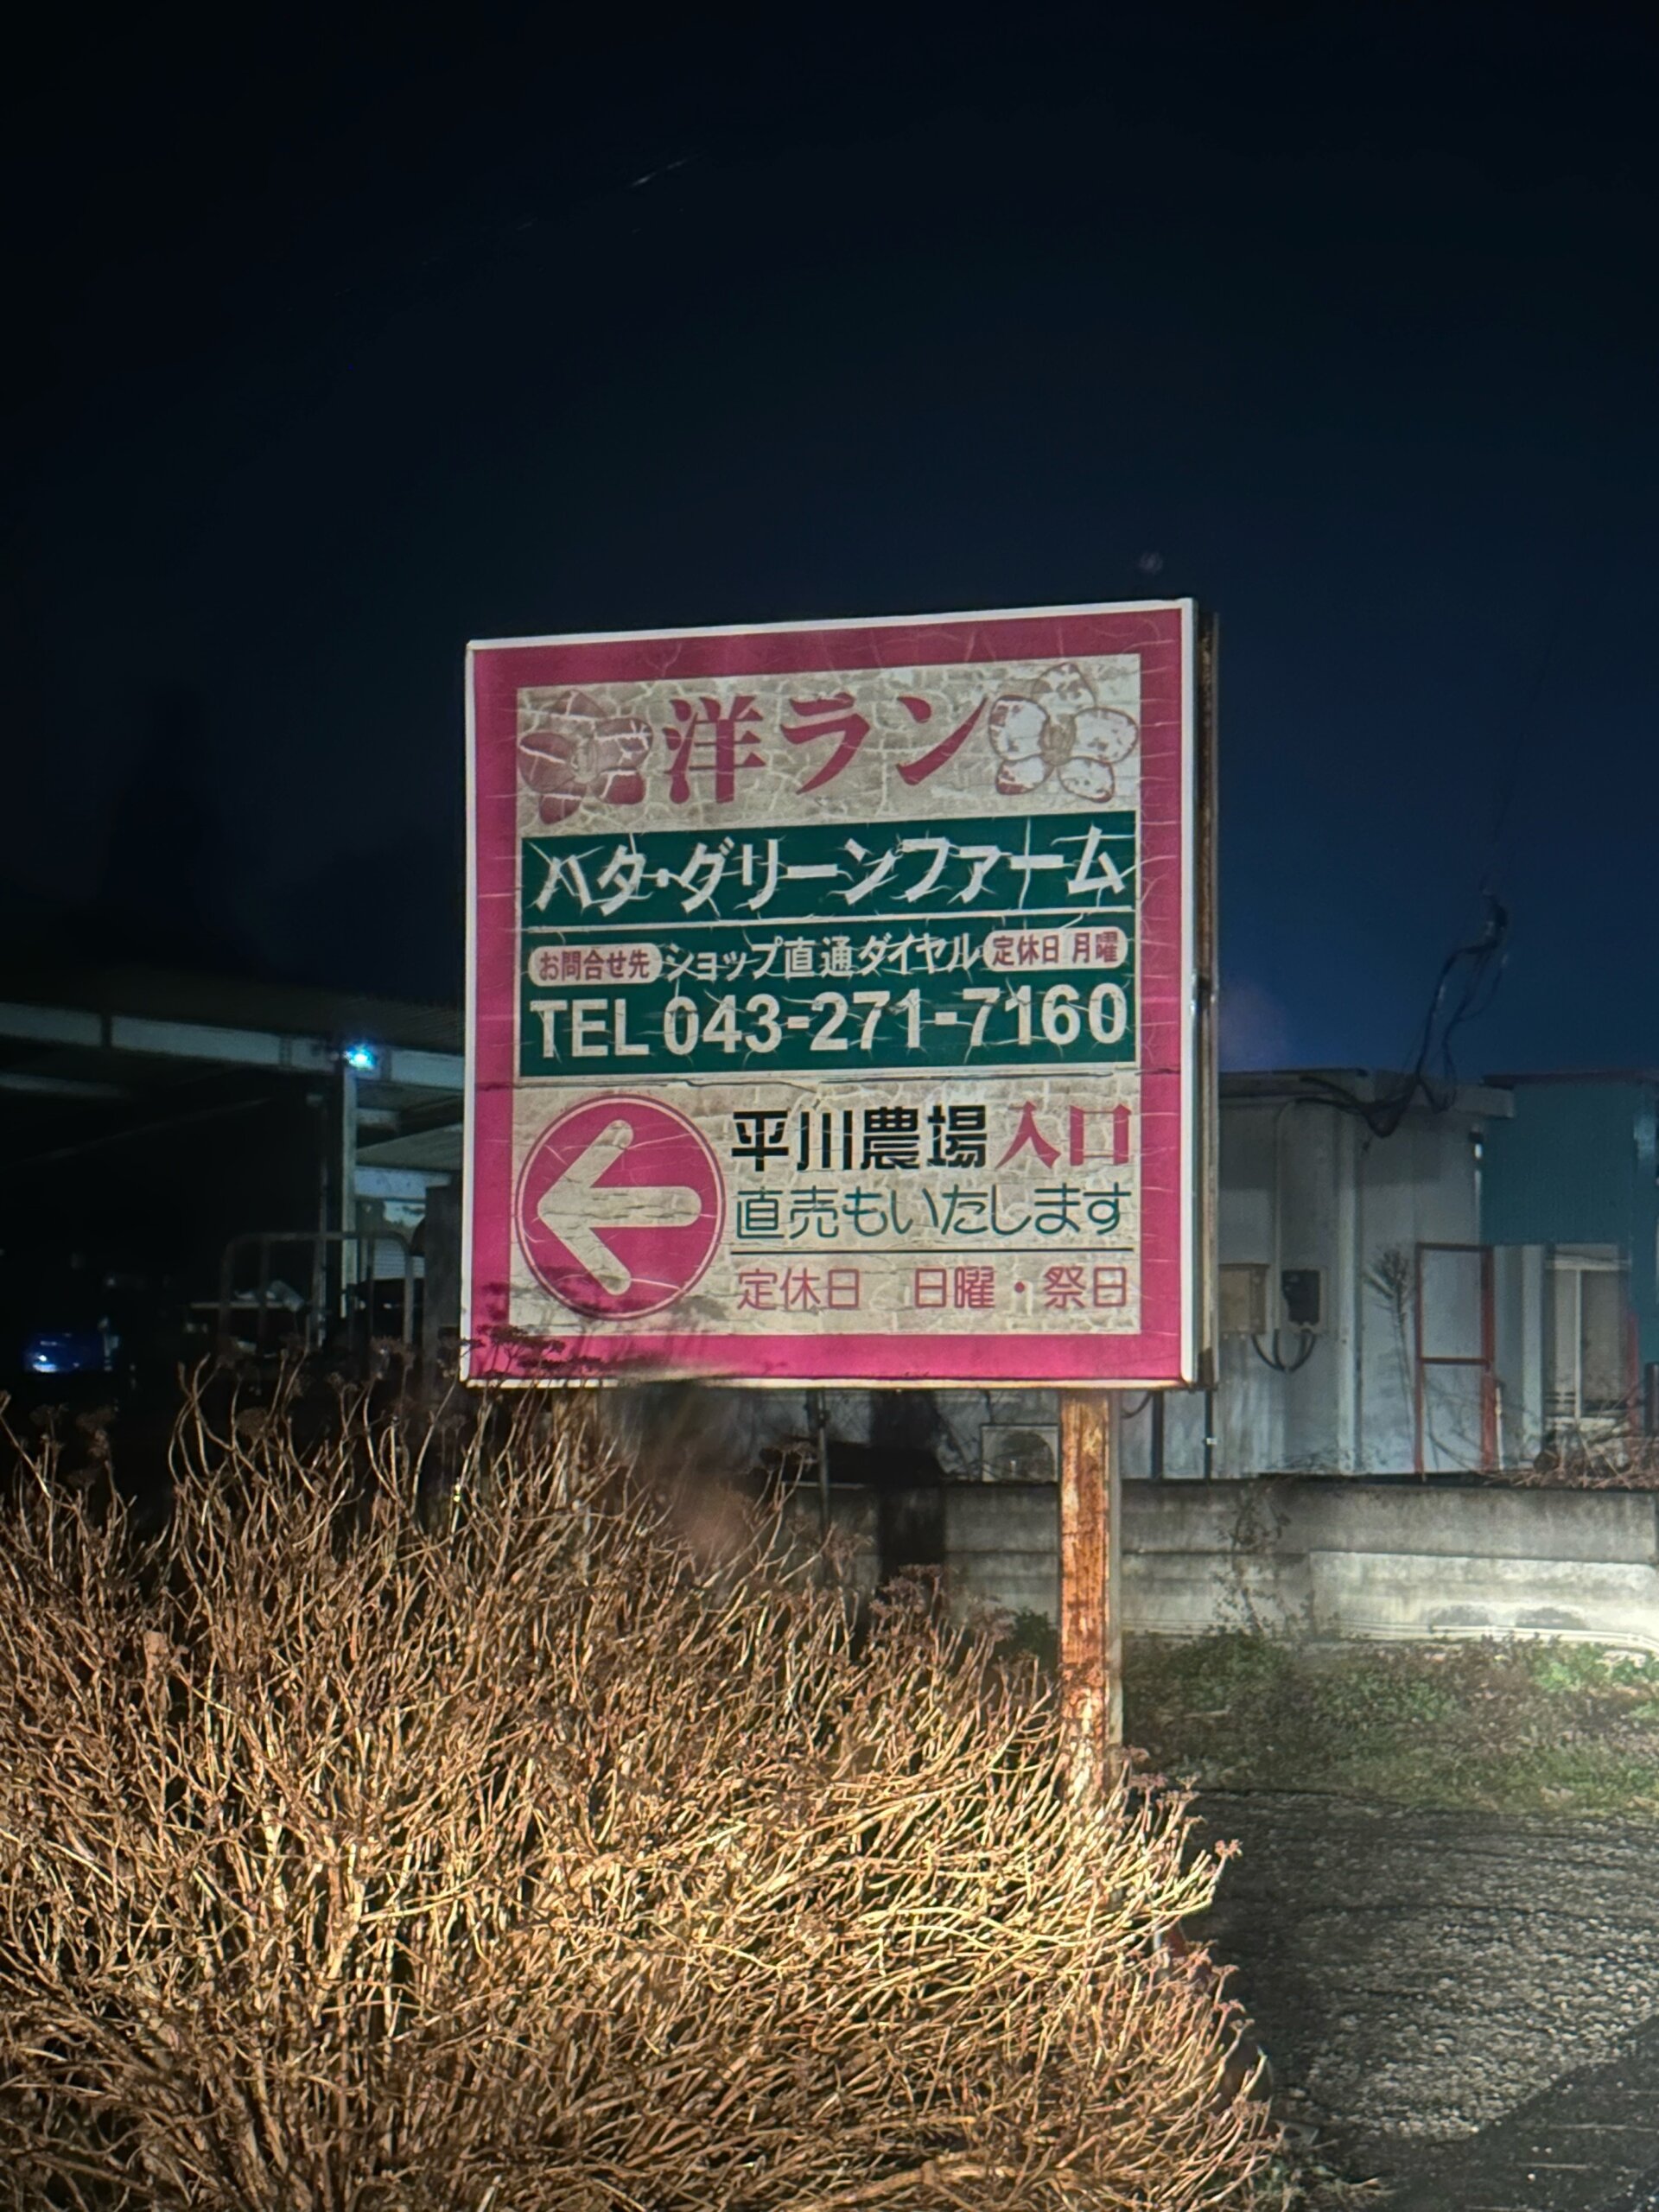 洋ラン
ハタ・グリーンファーム
お問合せ先 ショップ直通ダイヤル 定休日 月曜
TEL 043-271-7160
平川農場 入口
直売もいたします
定休日 日曜・祭日